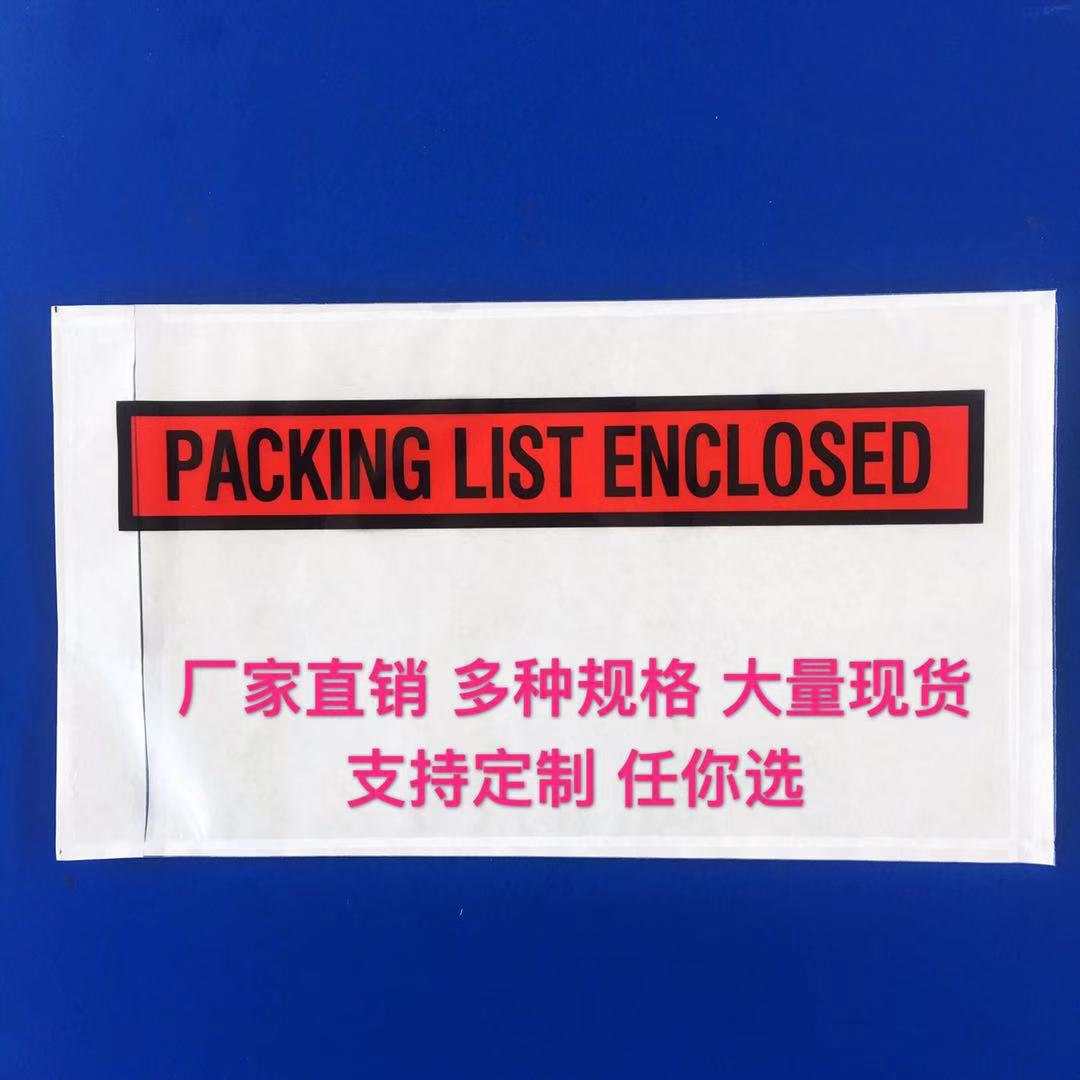 PACKING LIST ENCLOSED
厂家直销 多种规格 大量现货
支持定制 任你选